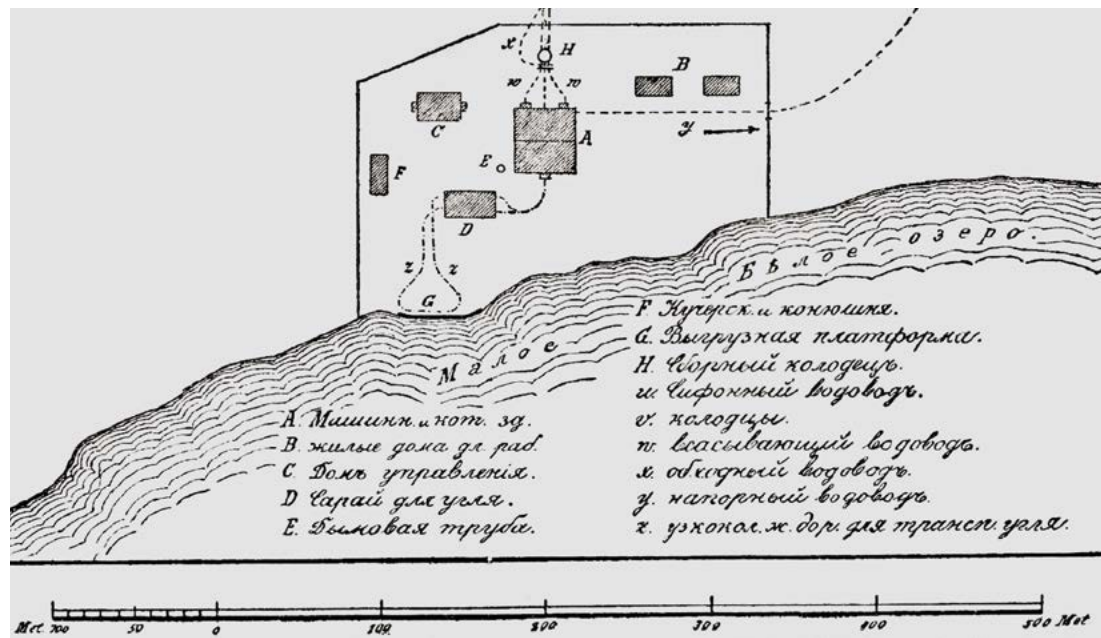 x H
w w B
C A y
E
F
D
z z
G
Малое Бѣлое озеро.
A. Машинн. и кот. зд.
B. жилые дома дл. раб.
C. Домъ управленія.
D. Сарай для угля.
E. Дымовая труба.
F. Кучерск. и конюшня.
G. Выгрузная платформа.
H. Сборный колодецъ.
u. Сифонный водоводъ.
v. колодцы.
w. всасывающій водоводъ.
x. обходный водоводъ.
y. напорный водоводъ.
z. узкокол. ж. дор. для трансп. угля.
Met. 100 50 0 100 200 300 400 500 Met